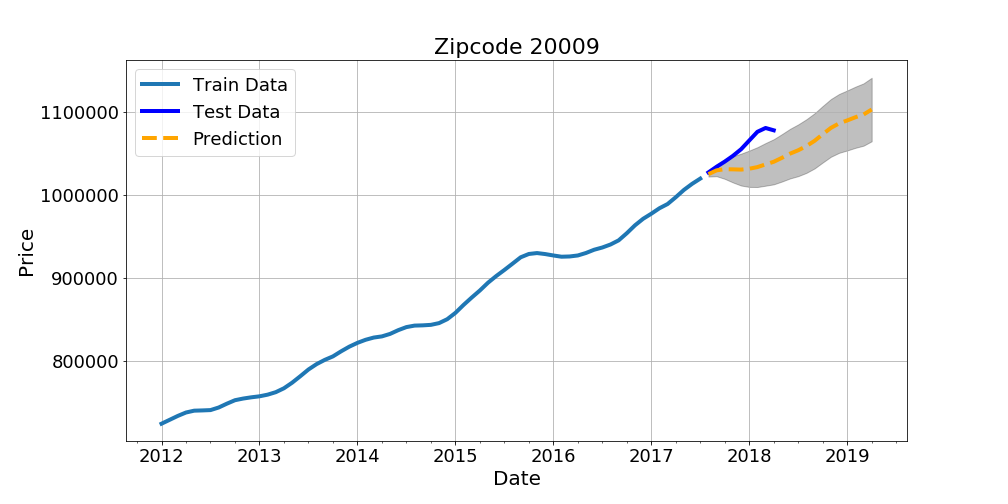 Zipcode 20009
Train Data
Test Data
Prediction
1100000
1000000
900000
800000
Price
2012 2013 2014 2015 2016 2017 2018 2019
Date